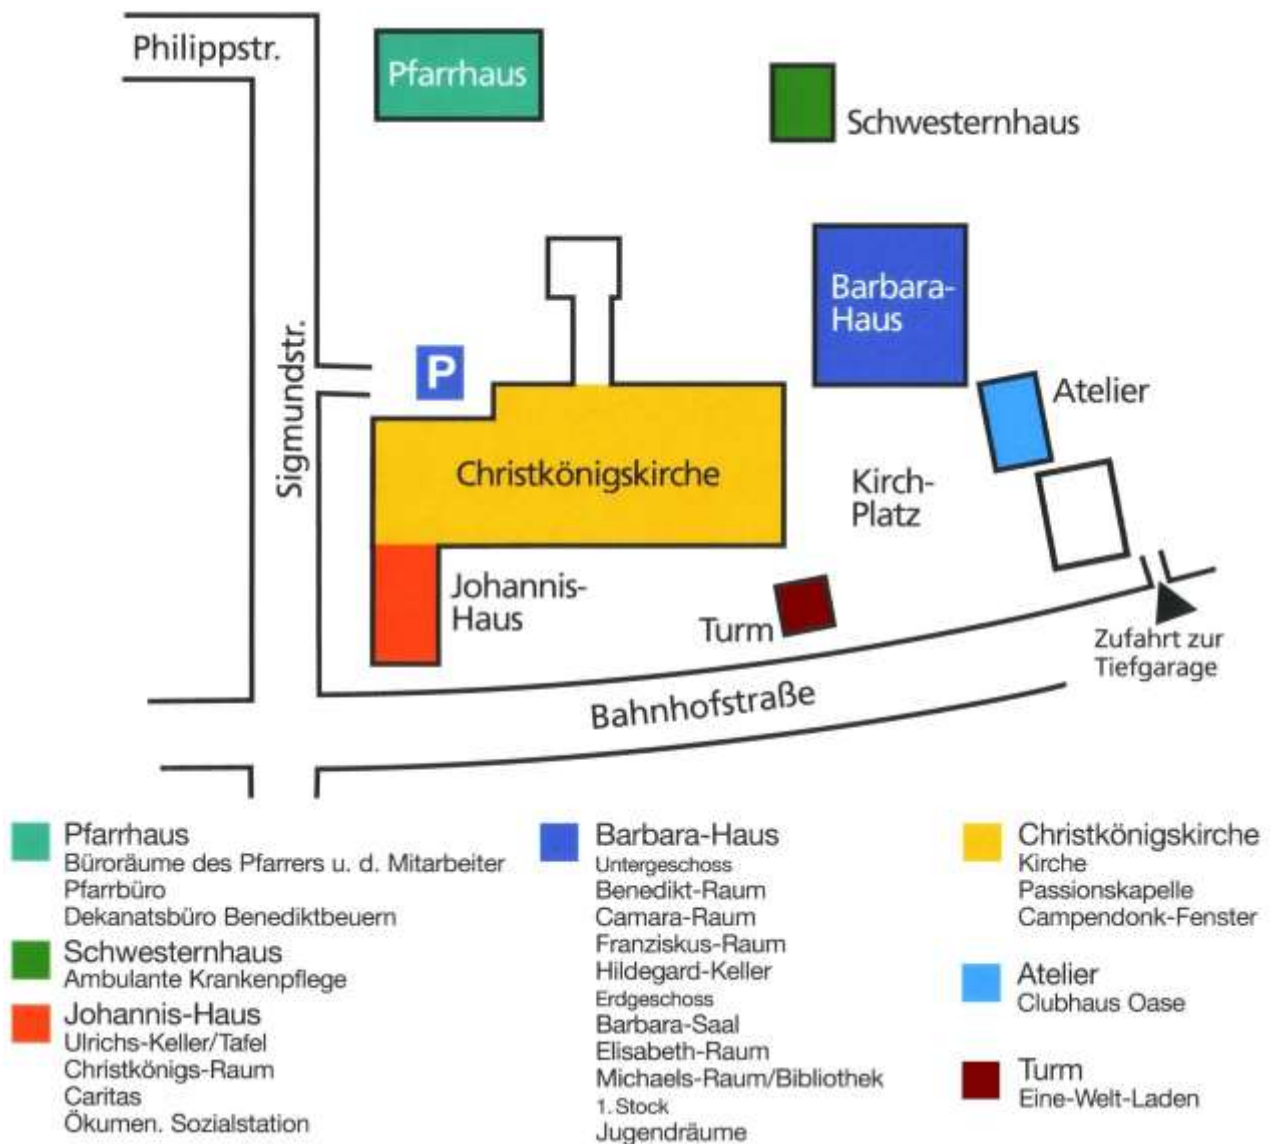 Philippstr.
Pfarrhaus
Schwesternhaus
Barbara-
Haus
Sigmundstr.
P
Atelier
Christkönigskirche
Kirch-
Platz
Johannis-
Haus
Turm
Zufahrt zur
Tiefgarage
Bahnhofstraße
Pfarrhaus
Büroräume des Pfarrers u. d. Mitarbeiter
Pfarrbüro
Dekanatsbüro Benediktbeuern
Schwesternhaus
Ambulante Krankenpflege
Johannis-Haus
Ulrichs-Keller/Tafel
Christkönigs-Raum
Caritas
Ökumen. Sozialstation
Barbara-Haus
Untergeschoss
Benedikt-Raum
Camara-Raum
Franziskus-Raum
Hildegard-Keller
Erdgeschoss
Barbara-Saal
Elisabeth-Raum
Michaels-Raum/Bibliothek
1. Stock
Jugendräume
Christkönigskirche
Kirche
Passionskapelle
Campendonk-Fenster
Atelier
Clubhaus Oase
Turm
Eine-Welt-Laden